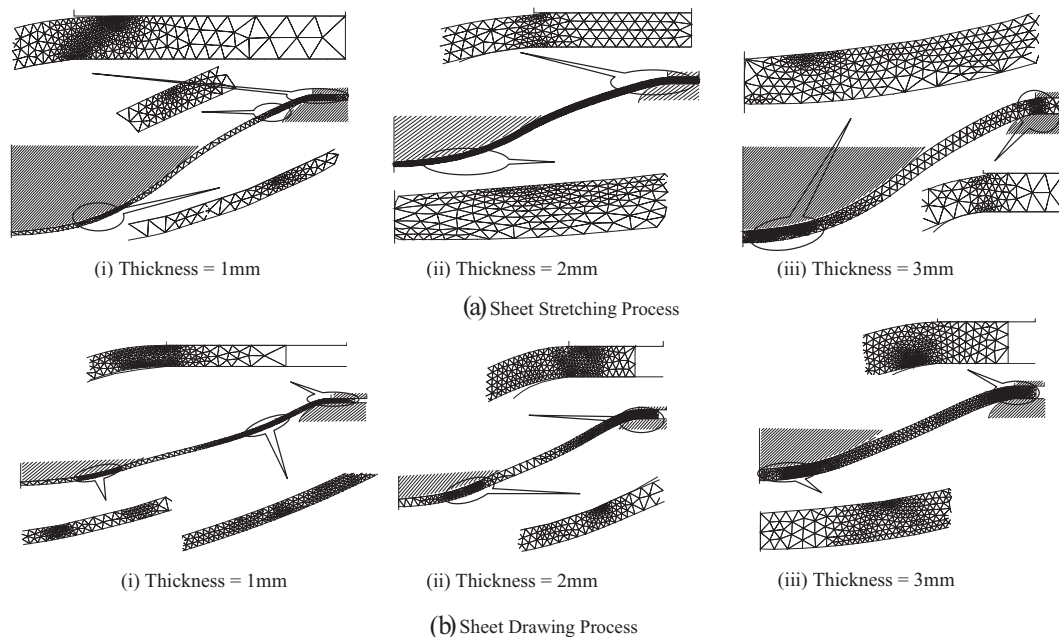 (i) Thickness = 1mm
(ii) Thickness = 2mm
(iii) Thickness = 3mm
(a) Sheet Stretching Process
(i) Thickness = 1mm
(ii) Thickness = 2mm
(iii) Thickness = 3mm
(b) Sheet Drawing Process